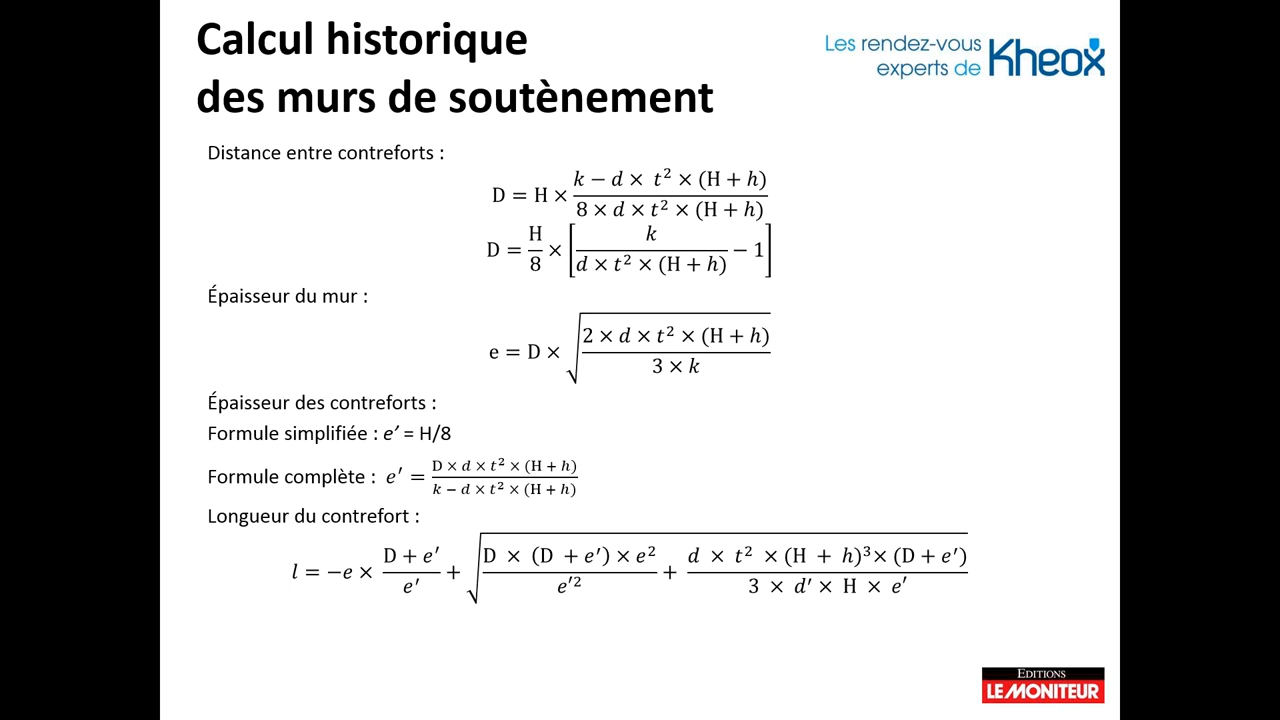 Calcul historique
des murs de soutènement
Les rendez-vous
experts de Kheox
Distance entre contreforts :
D = H × (k − d × t² × (H + h)) / (8 × d × t² × (H + h))
D = H/8 × [k / (d × t² × (H + h)) − 1]
Épaisseur du mur :
e = D × √((2 × d × t² × (H + h)) / (3 × k))
Épaisseur des contreforts :
Formule simplifiée : e′ = H/8
Formule complète : e′ = (D × d × t² × (H + h)) / (k − d × t² × (H + h))
Longueur du contrefort :
l = −e × (D + e′) / e′ + √((D × (D + e′) × e²) / e′² + (d × t² × (H + h)³ × (D + e′)) / (3 × d′ × H × e′))
EDITIONS
LE MONITEUR